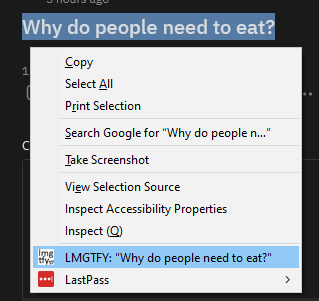 5 hours ago
Why do people need to eat?
1
Copy
Select All
Print Selection
Search Google for “Why do people n...”
Take Screenshot
View Selection Source
Inspect Accessibility Properties
Inspect (Q)
lmg
tfy
LMGTFY: "Why do people need to eat?"
LastPass
C